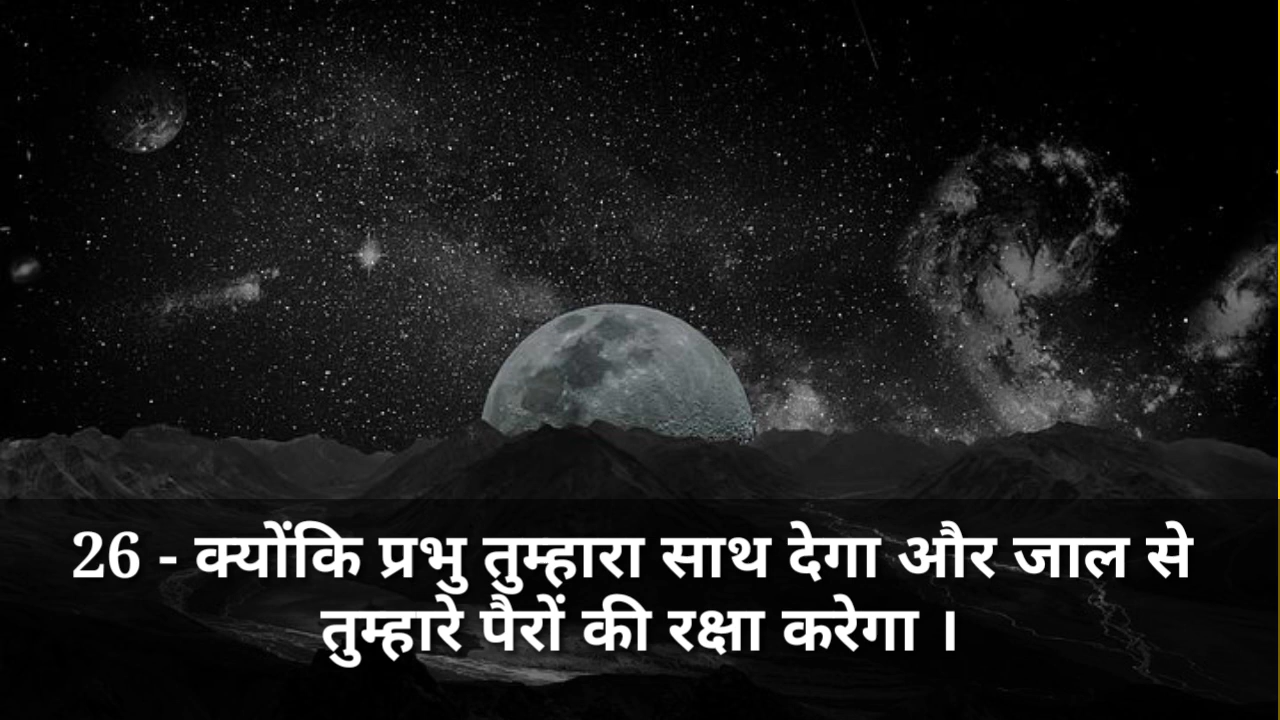 26 - क्योंकि प्रभु तुम्हारा साथ देगा और जाल से
तुम्हारे पैरों की रक्षा करेगा ।